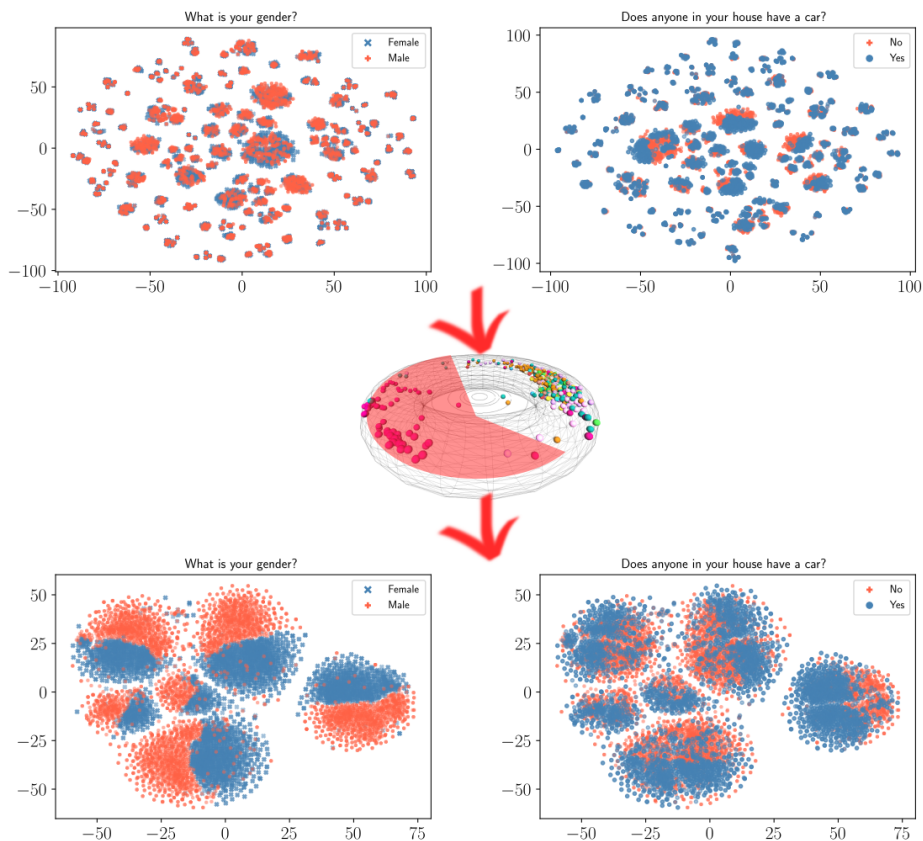 What is your gender?
Female
Male
50
0
−50
−100
−100 −50 0 50 100
Does anyone in your house have a car?
No
Yes
100
50
0
−50
−100
−100 −50 0 50 100
What is your gender?
Female
Male
50
25
0
−25
−50
−50 −25 0 25 50 75
Does anyone in your house have a car?
No
Yes
50
25
0
−25
−50
−50 −25 0 25 50 75